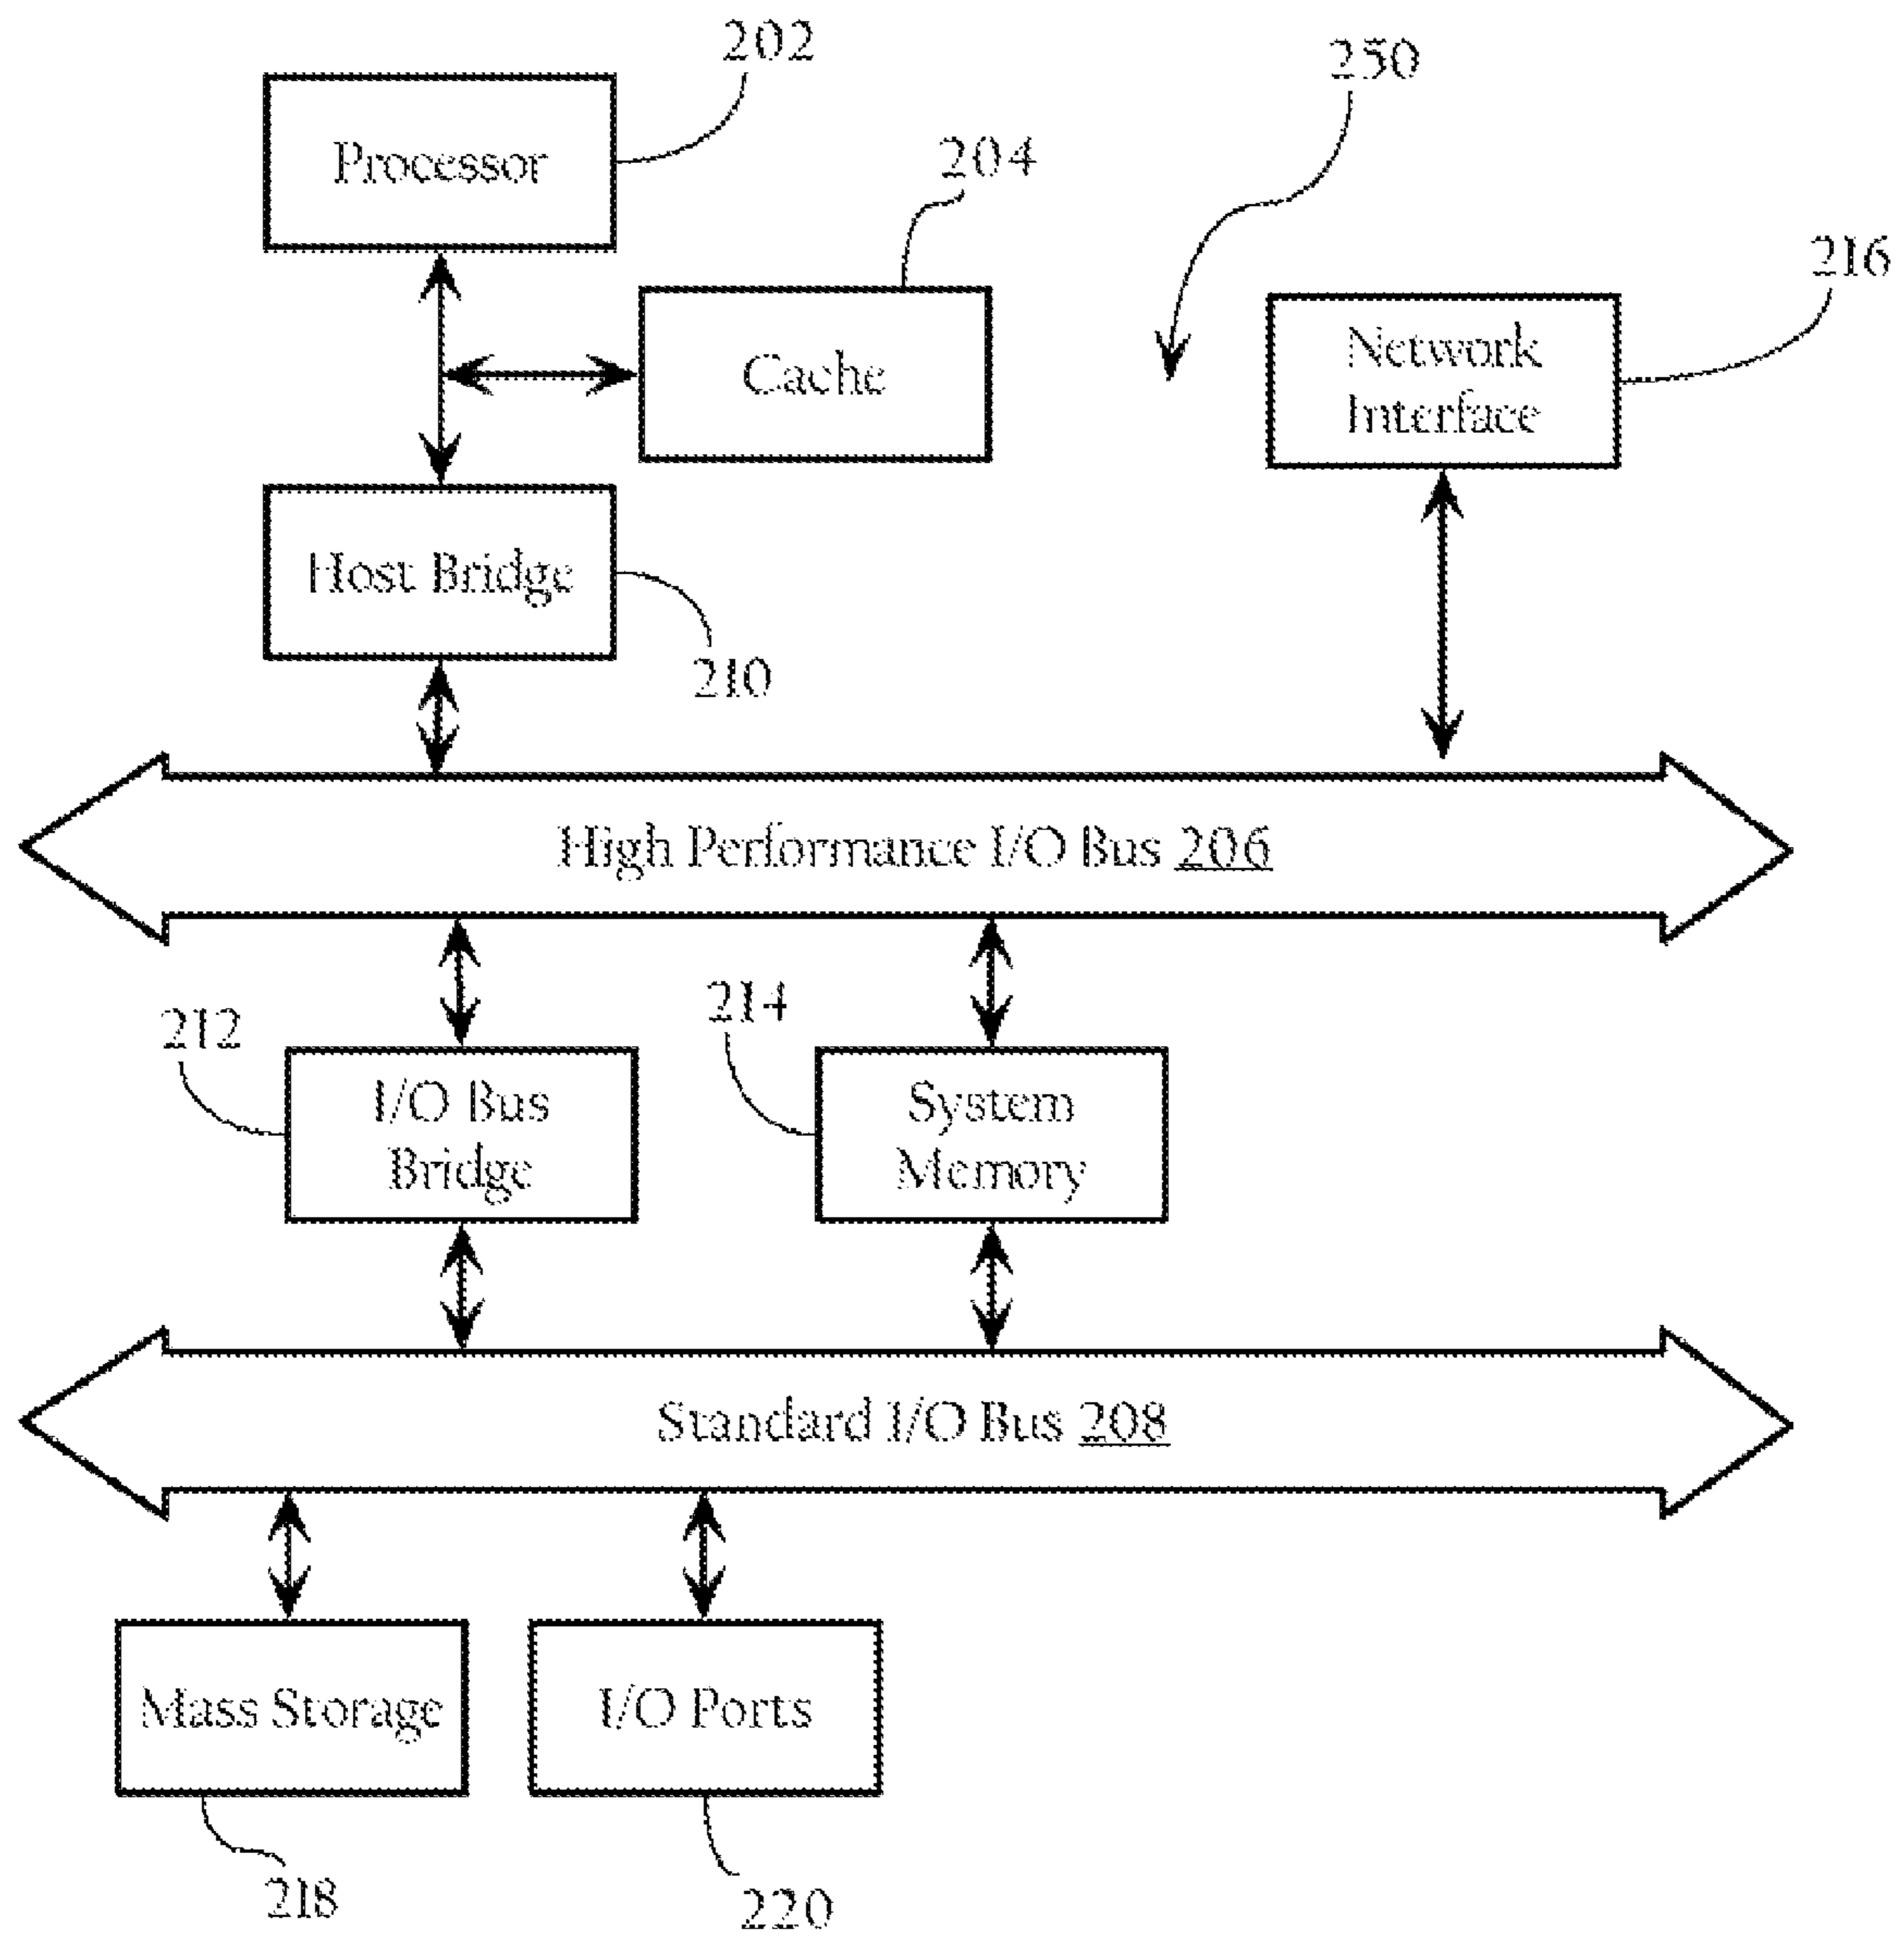 202
250
Processor
204
216
Network
Interface
Cache
Host Bridge
210
High Performance I/O Bus 206
212
214
I/O Bus
Bridge
System
Memory
Standard I/O Bus 208
Mass Storage
I/O Ports
218
220